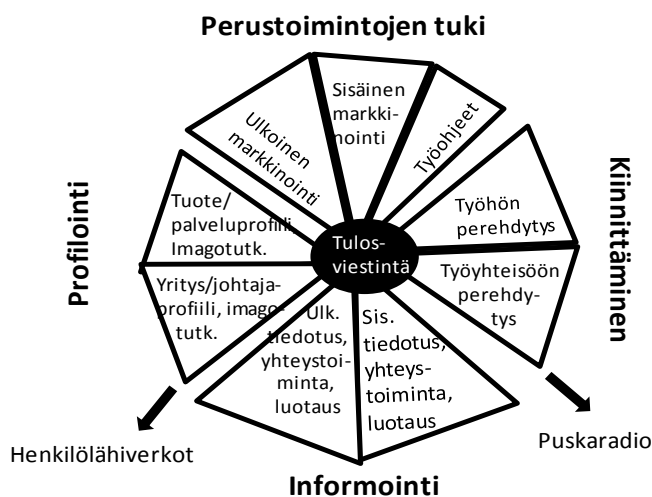 Perustoimintojen tuki
Ulkoinen
markkinointi
Sisäinen
markki-
nointi
Työohjeet
Profilointi
Tuote/
palveluprofiili,
Imagotutk.
Yritys/johtaja-
profiili, imago-
tutk.
Tulos-
viestintä
Työhön
perehdytys
Työyhteisöön
perehdy-
tys
Kiinnittäminen
Ulk.
tiedotus,
yhteystoi-
minta,
luotaus
Sis.
tiedotus,
yhteys-
toiminta,
luotaus
Henkilölähiverkot
Puskaradio
Informointi